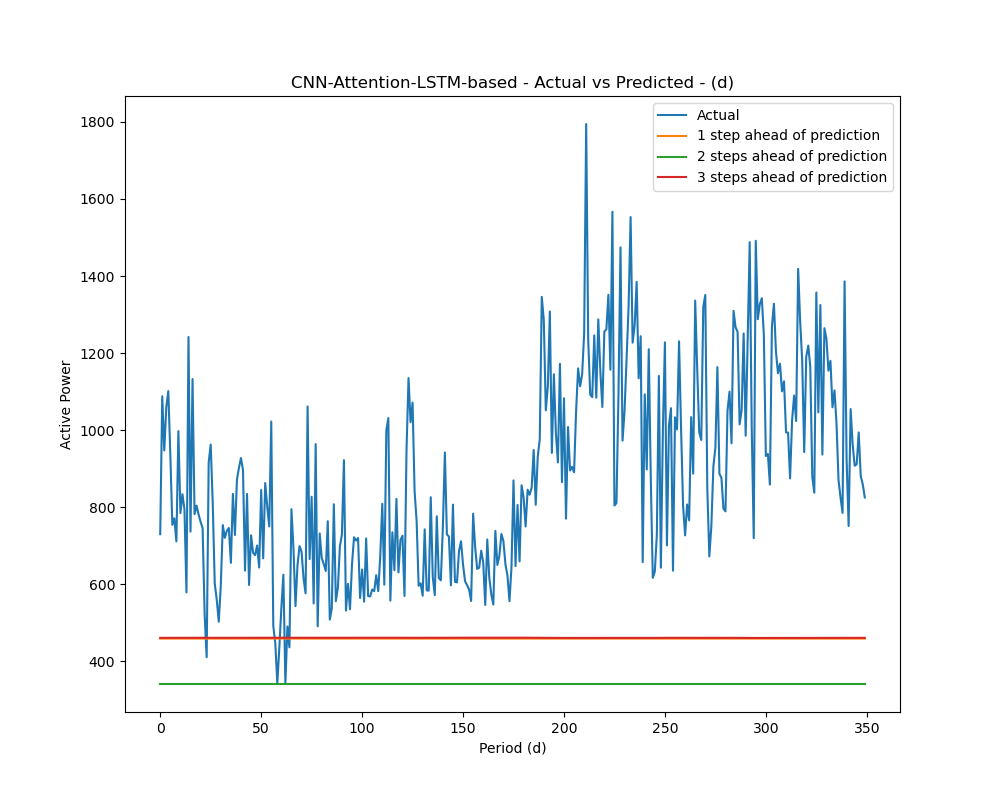 CNN-Attention-LSTM-based - Actual vs Predicted - (d)
Actual
1 step ahead of prediction
2 steps ahead of prediction
3 steps ahead of prediction
1800
1600
1400
1200
1000
800
600
400
Active Power
0 50 100 150 200 250 300 350
Period (d)